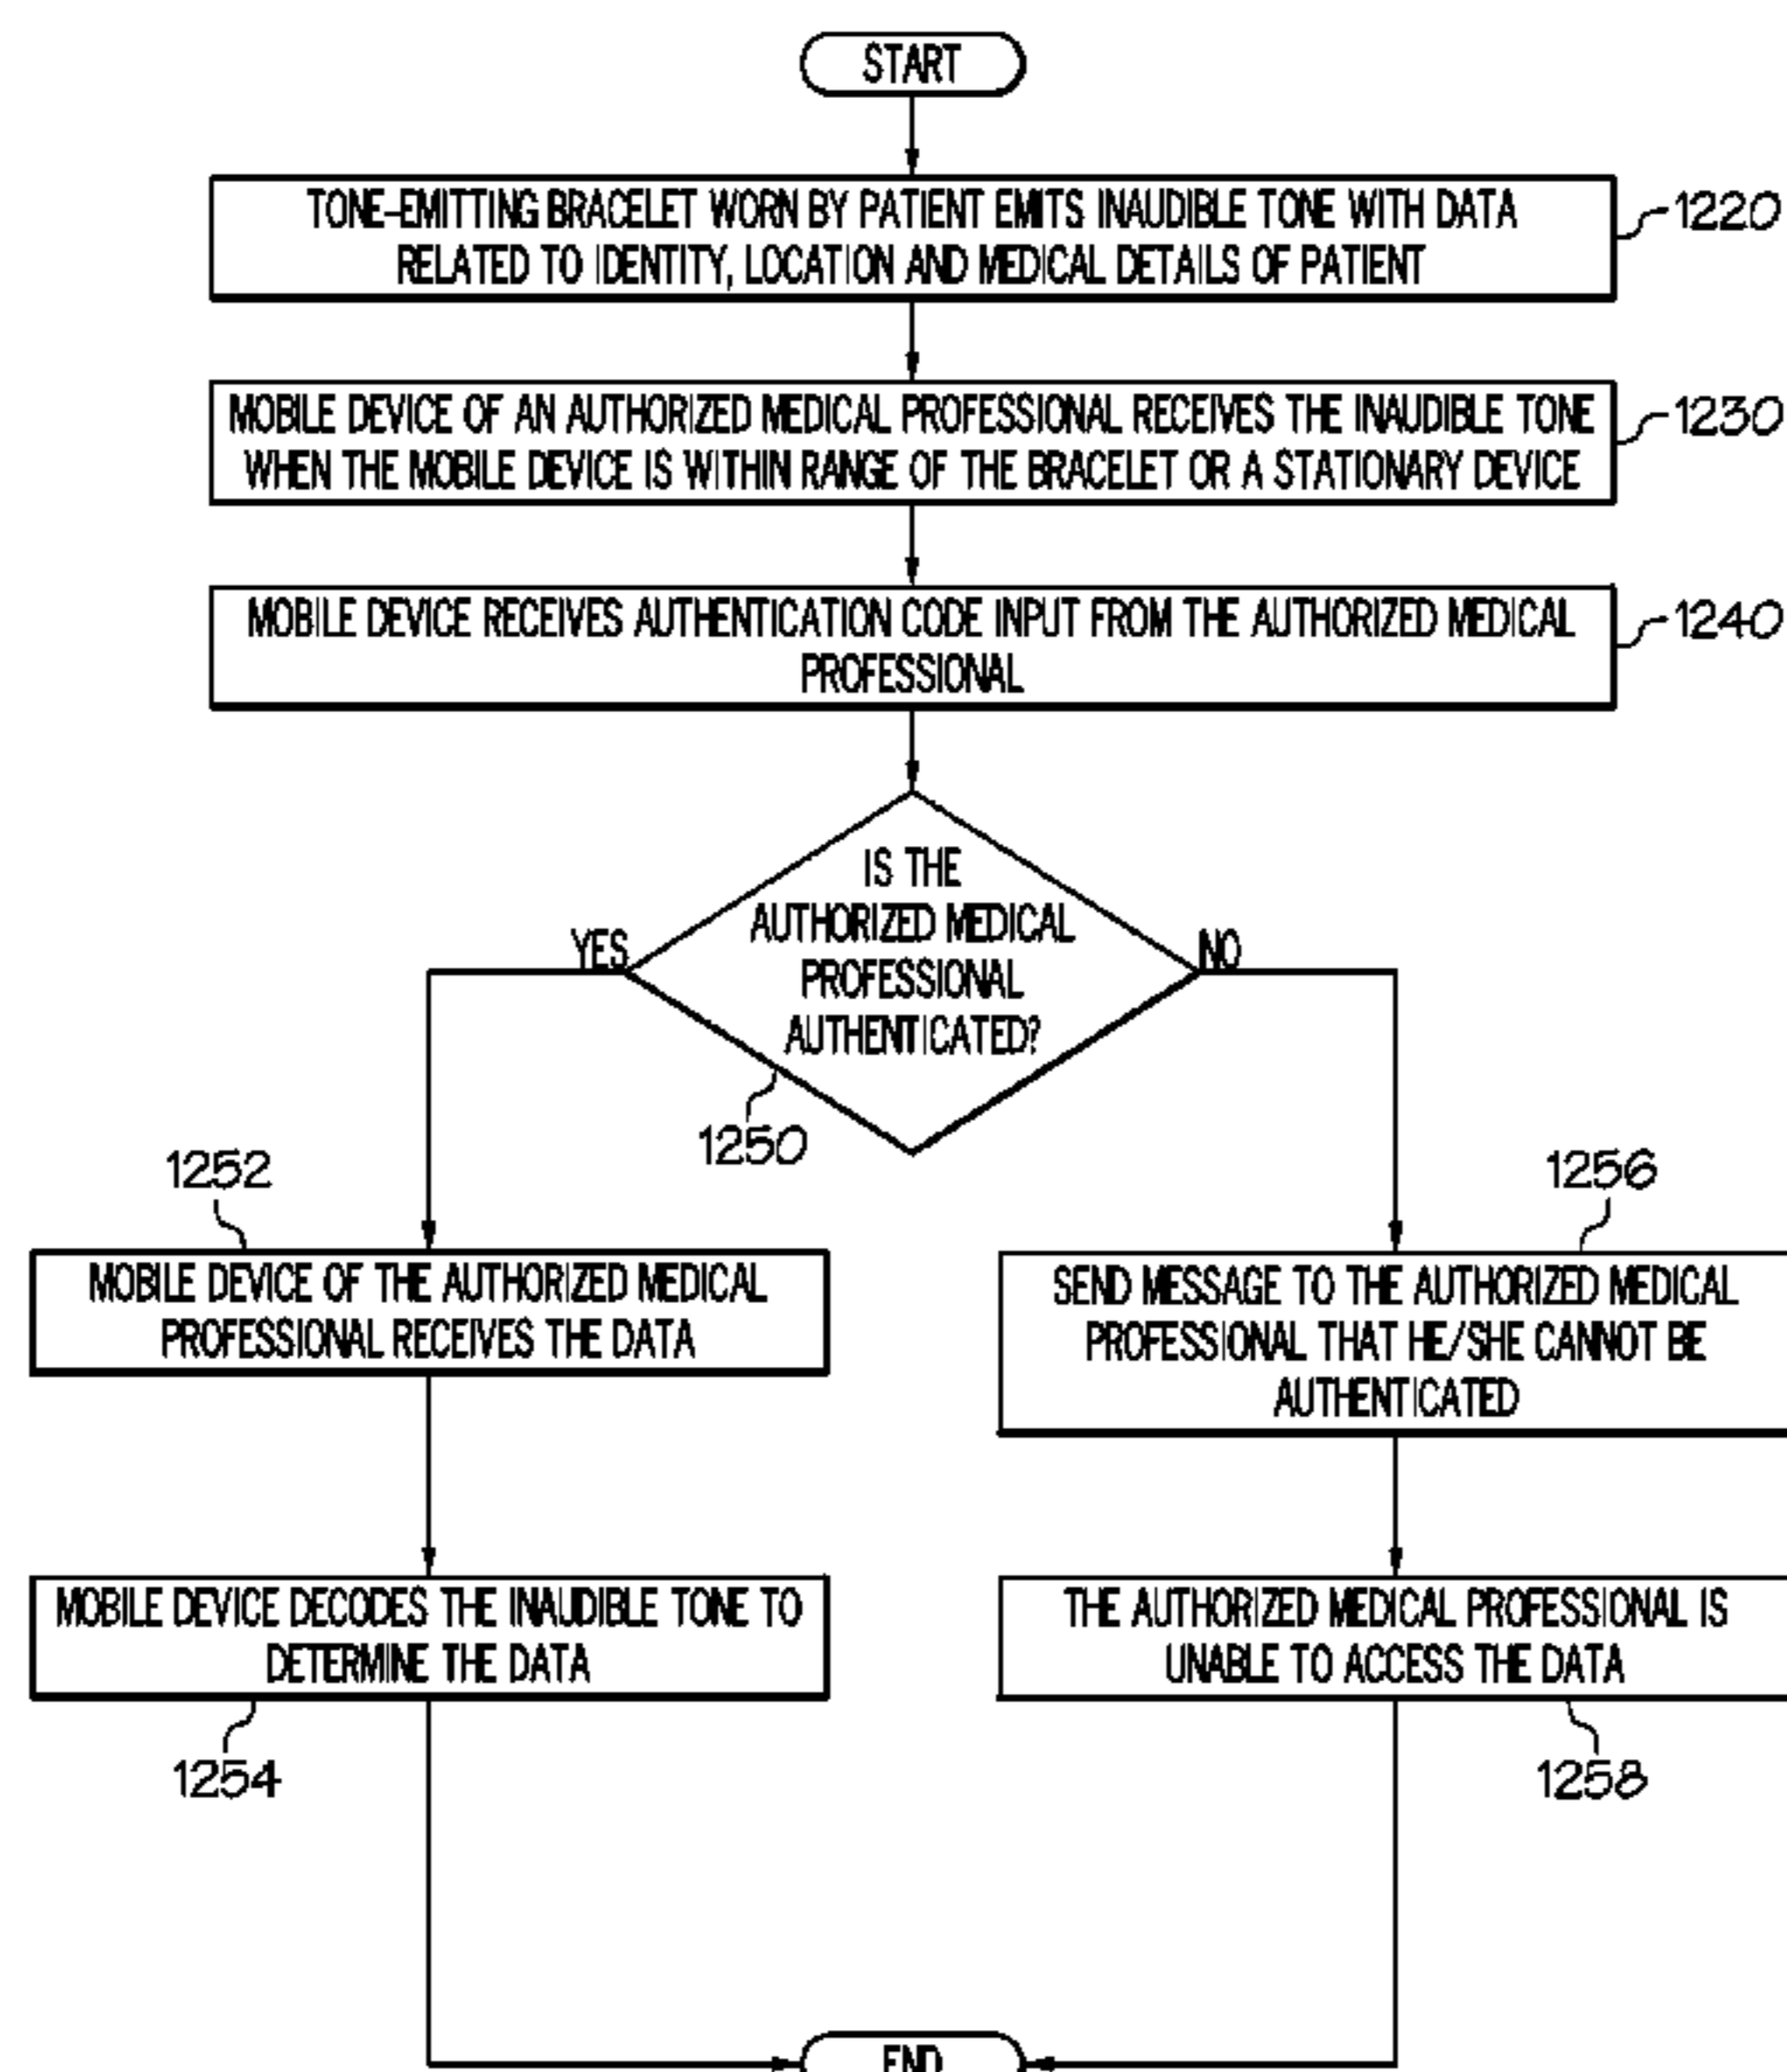 START
TONE-EMITTING BRACELET WORN BY PATIENT EMITS INAUDIBLE TONE WITH DATA
RELATED TO IDENTITY, LOCATION AND MEDICAL DETAILS OF PATIENT
1220
MOBILE DEVICE OF AN AUTHORIZED MEDICAL PROFESSIONAL RECEIVES THE INAUDIBLE TONE
WHEN THE MOBILE DEVICE IS WITHIN RANGE OF THE BRACELET OR A STATIONARY DEVICE
1230
MOBILE DEVICE RECEIVES AUTHENTICATION CODE INPUT FROM THE AUTHORIZED MEDICAL
PROFESSIONAL
1240
IS THE
AUTHORIZED MEDICAL
PROFESSIONAL
AUTHENTICATED?
YES
NO
1250
1252
MOBILE DEVICE OF THE AUTHORIZED MEDICAL
PROFESSIONAL RECEIVES THE DATA
1256
SEND MESSAGE TO THE AUTHORIZED MEDICAL
PROFESSIONAL THAT HE/SHE CANNOT BE
AUTHENTICATED
MOBILE DEVICE DECODES THE INAUDIBLE TONE TO
DETERMINE THE DATA
1254
THE AUTHORIZED MEDICAL PROFESSIONAL IS
UNABLE TO ACCESS THE DATA
1258
END